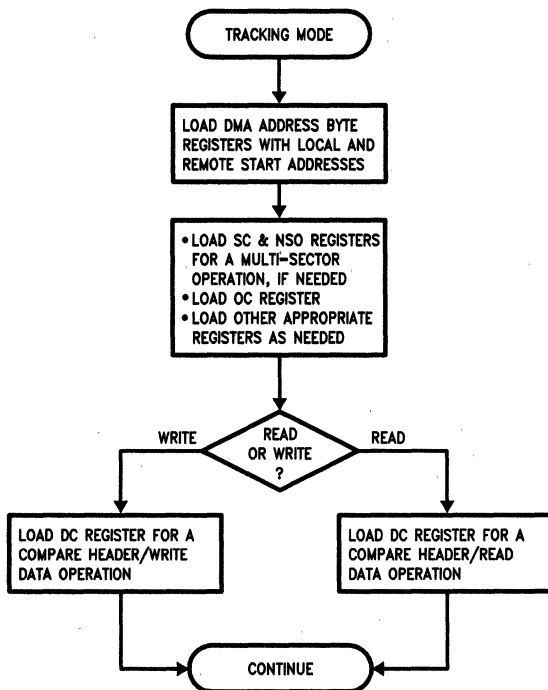 TRACKING MODE
LOAD DMA ADDRESS BYTE
REGISTERS WITH LOCAL AND
REMOTE START ADDRESSES
•LOAD SC & NSO REGISTERS
FOR A MULTI-SECTOR
OPERATION, IF NEEDED
•LOAD OC REGISTER
•LOAD OTHER APPROPRIATE
REGISTERS AS NEEDED
WRITE
READ
OR WRITE
?
READ
LOAD DC REGISTER FOR A
COMPARE HEADER/WRITE
DATA OPERATION
LOAD DC REGISTER FOR A
COMPARE HEADER/READ
DATA OPERATION
CONTINUE